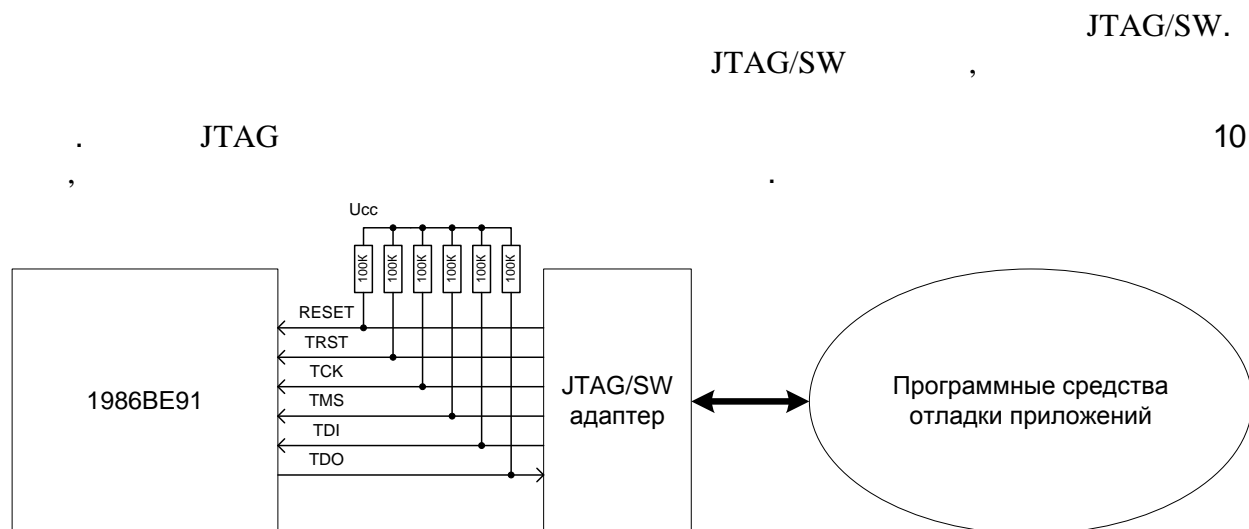 JTAG/SW.
JTAG/SW ,
. JTAG 10
, .
Ucc
100K 100K 100K 100K 100K 100K
RESET
TRST
TCK
TMS
TDI
TDO
1986BE91
JTAG/SW
адаптер
Программные средства
отладки приложений